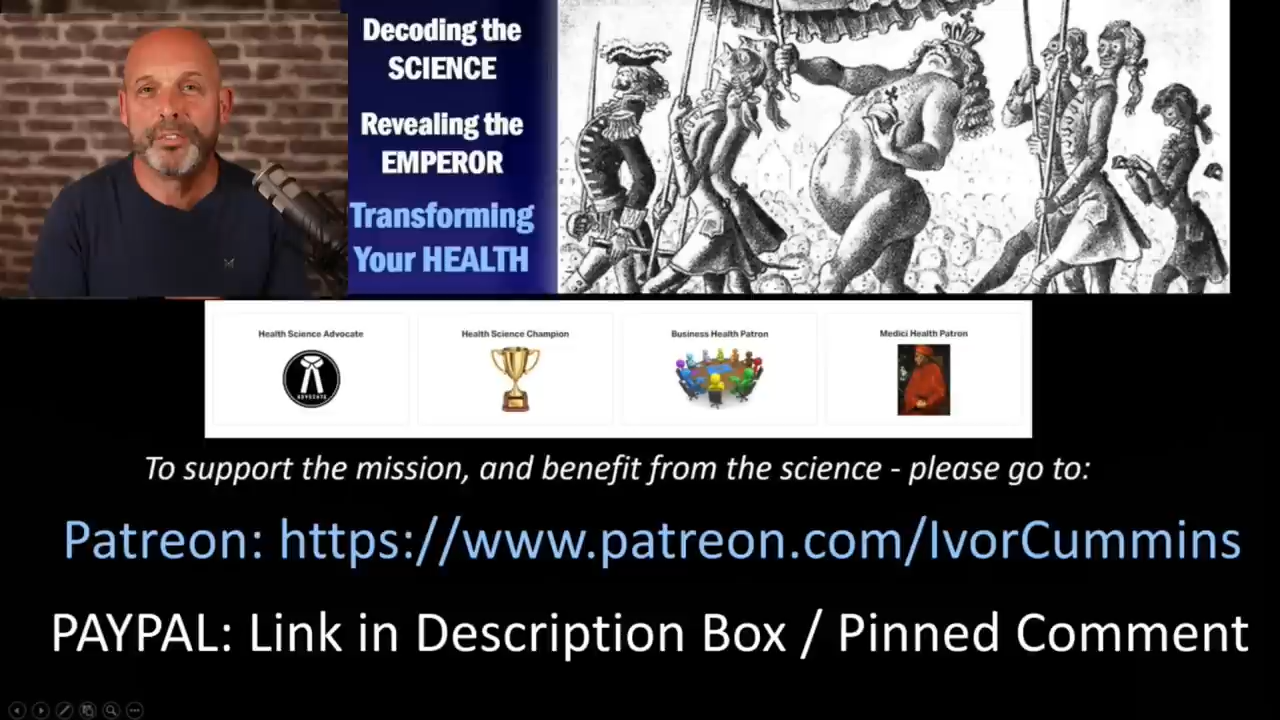 Decoding the
SCIENCE
Revealing the
EMPEROR
Transforming
Your HEALTH
Health Science Advocate
Health Science Champion
Business Health Patron
Medici Health Patron
ADVOCATE
To support the mission, and benefit from the science - please go to:
Patreon: https://www.patreon.com/IvorCummins
PAYPAL: Link in Description Box / Pinned Comment